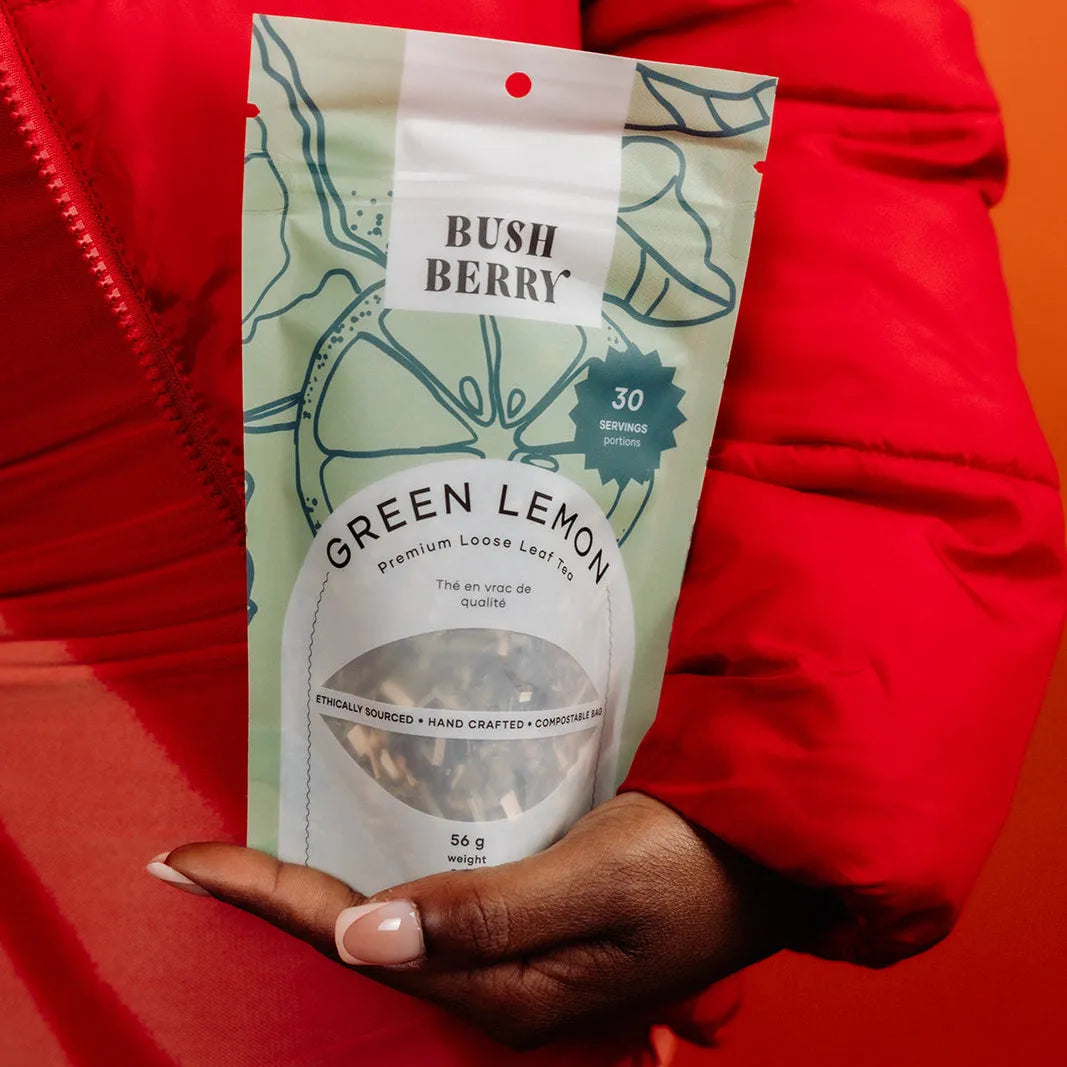 BUSH
BERRY
30
SERVINGS
portions
GREEN LEMON
Premium Loose Leaf Tea
Thé en vrac de
qualité
ETHICALLY SOURCED • HAND CRAFTED • COMPOSTABLE BAG
56 g
weight